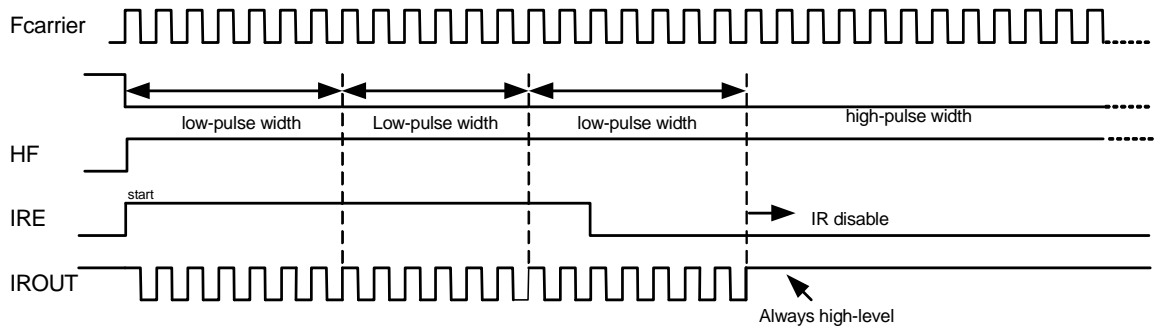 Fcarrier
low-pulse width Low-pulse width low-pulse width high-pulse width
HF
start
IRE
IR disable
IROUT
Always high-level